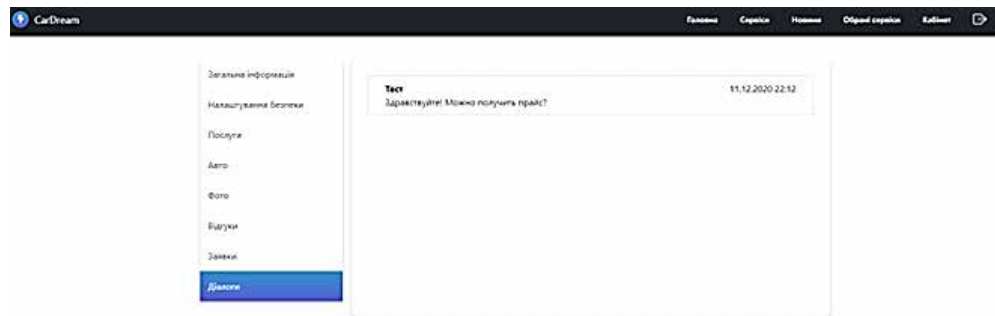 CarDream
Головна Сервіси Новини Обрані сервіси Кабінет
Загальна інформація
Налаштування безпеки
Послуги
Авто
Фото
Відгуки
Заявки
Діалоги
Тест 11.12.2020 22:12
Здравствуйте! Можно получить прайс?